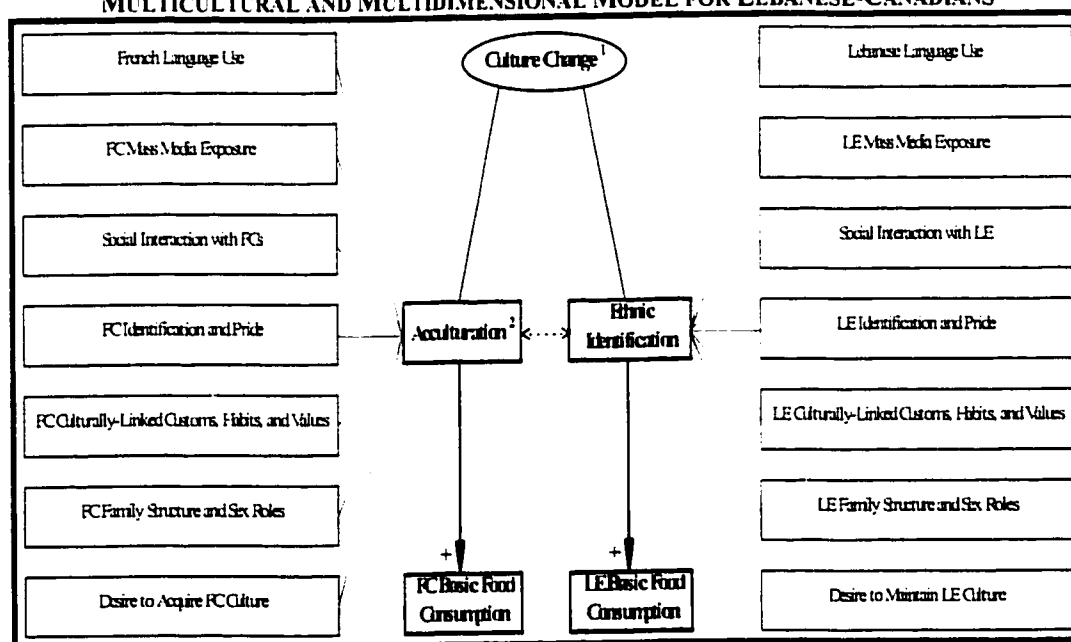 MULTICULTURAL AND MULTIDIMENSIONAL MODEL FOR LEBANESE-CANADIANS
Culture Change 1
French Language Use
FC Mass Media Exposure
Social Interaction with FCs
FC Identification and Pride
FC Culturally-Linked Customs, Habits, and Values
FC Family Structure and Sex Roles
Desire to Acquire FC Culture
Acculturation 2
Ethnic
Identification
+
+
FC Basic Food
Consumption
LE Basic Food
Consumption
Lebanese Language Use
LE Mass Media Exposure
Social Interaction with LE
LE Identification and Pride
LE Culturally-Linked Customs, Habits, and Values
LE Family Structure and Sex Roles
Desire to Maintain LE Culture